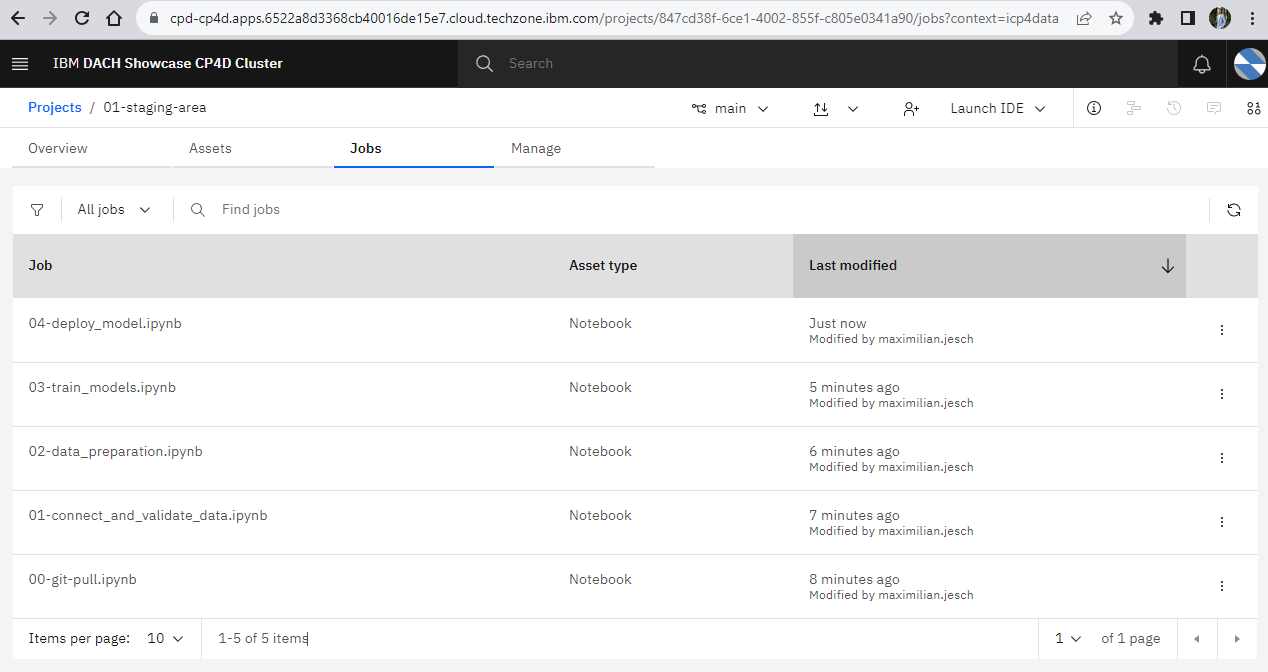 cpd-cp4d.apps.6522a8d3368cb40016de15e7.cloud.techzone.ibm.com/projects/847cd38f-6ce1-4002-855f-c805e0341a90/jobs?context=icp4data
IBM DACH Showcase CP4D Cluster Search
Projects / 01-staging-area main Launch IDE
Overview Assets Jobs Manage
All jobs Find jobs
Job Asset type Last modified
04-deploy_model.ipynb Notebook Just now
Modified by maximilian.jesch
03-train_models.ipynb Notebook 5 minutes ago
Modified by maximilian.jesch
02-data_preparation.ipynb Notebook 6 minutes ago
Modified by maximilian.jesch
01-connect_and_validate_data.ipynb Notebook 7 minutes ago
Modified by maximilian.jesch
00-git-pull.ipynb Notebook 8 minutes ago
Modified by maximilian.jesch
Items per page: 10 1-5 of 5 items 1 of 1 page